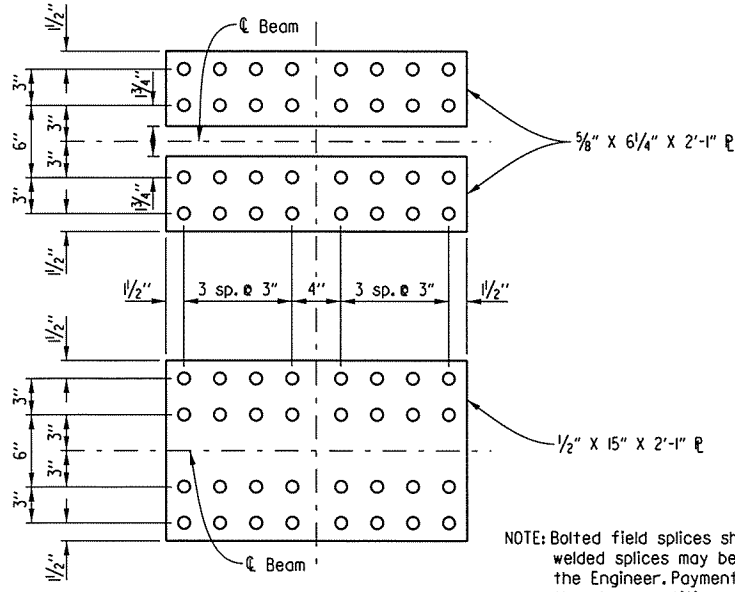 1½"
℄ Beam
3"
1¾"
3"
6"
3"
3"
1¾"
⅝" X 6¼" X 2'-1" ℙ
1½"
1½" 3 sp. @ 3" 4" 3 sp. @ 3" 1½"
1½"
3"
3"
6"
3"
3"
½" X 15" X 2'-1" ℙ
1½"
℄ Beam
NOTE: Bolted field splices sh
welded splices may be
the Engineer. Payment